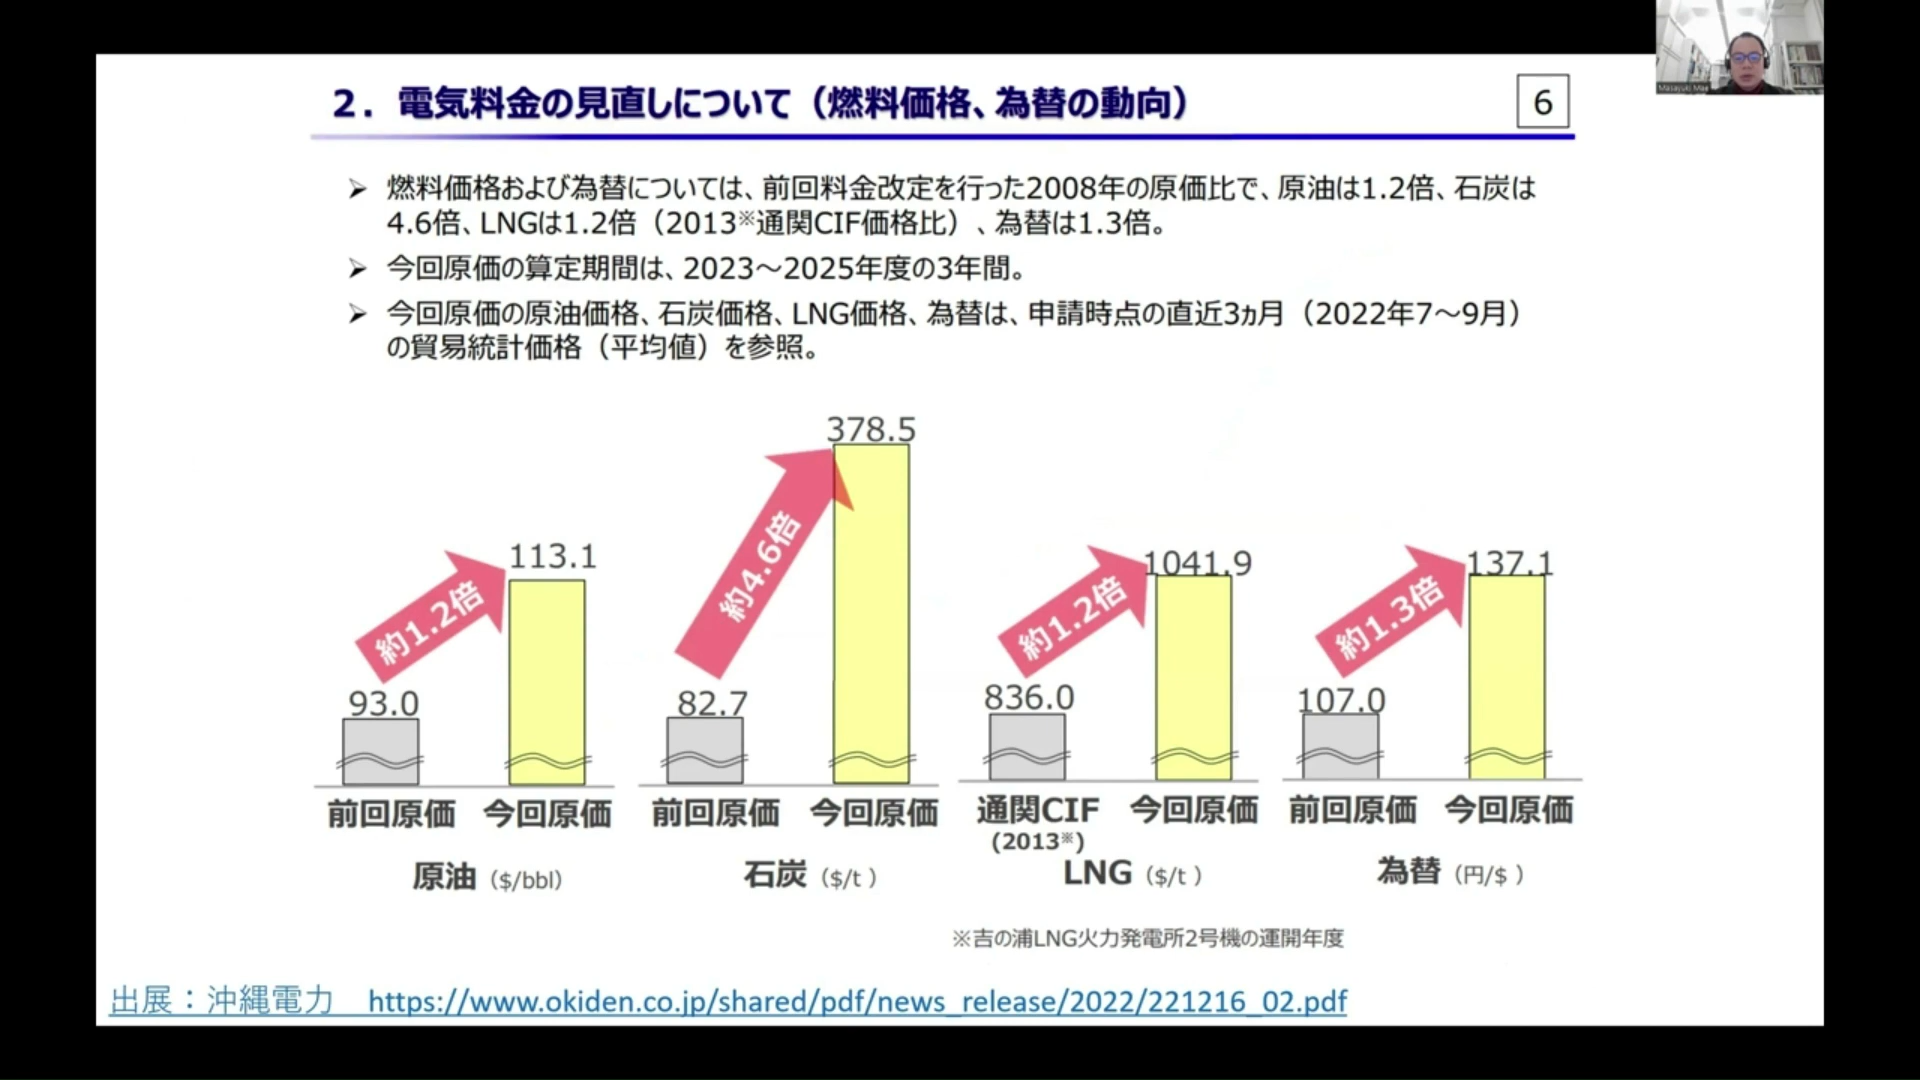 2．電気料金の見直しについて（燃料価格、為替の動向）
6
➢ 燃料価格および為替については、前回料金改定を行った2008年の原価比で、原油は1.2倍、石炭は
4.6倍、LNGは1.2倍（2013※通関CIF価格比）、為替は1.3倍。
➢ 今回原価の算定期間は、2023～2025年度の3年間。
➢ 今回原価の原油価格、石炭価格、LNG価格、為替は、申請時点の直近3ヵ月（2022年7～9月）
の貿易統計価格（平均値）を参照。
93.0
約1.2倍
113.1
前回原価 今回原価
原油（$/bbl）
82.7
約4.6倍
378.5
前回原価 今回原価
石炭（$/t ）
836.0
約1.2倍
1041.9
通関CIF 今回原価
(2013※)
LNG（$/t ）
107.0
約1.3倍
137.1
前回原価 今回原価
為替（円/$ ）
※吉の浦LNG火力発電所2号機の運開年度
出展：沖縄電力 https://www.okiden.co.jp/shared/pdf/news_release/2022/221216_02.pdf
Masayuki Mae